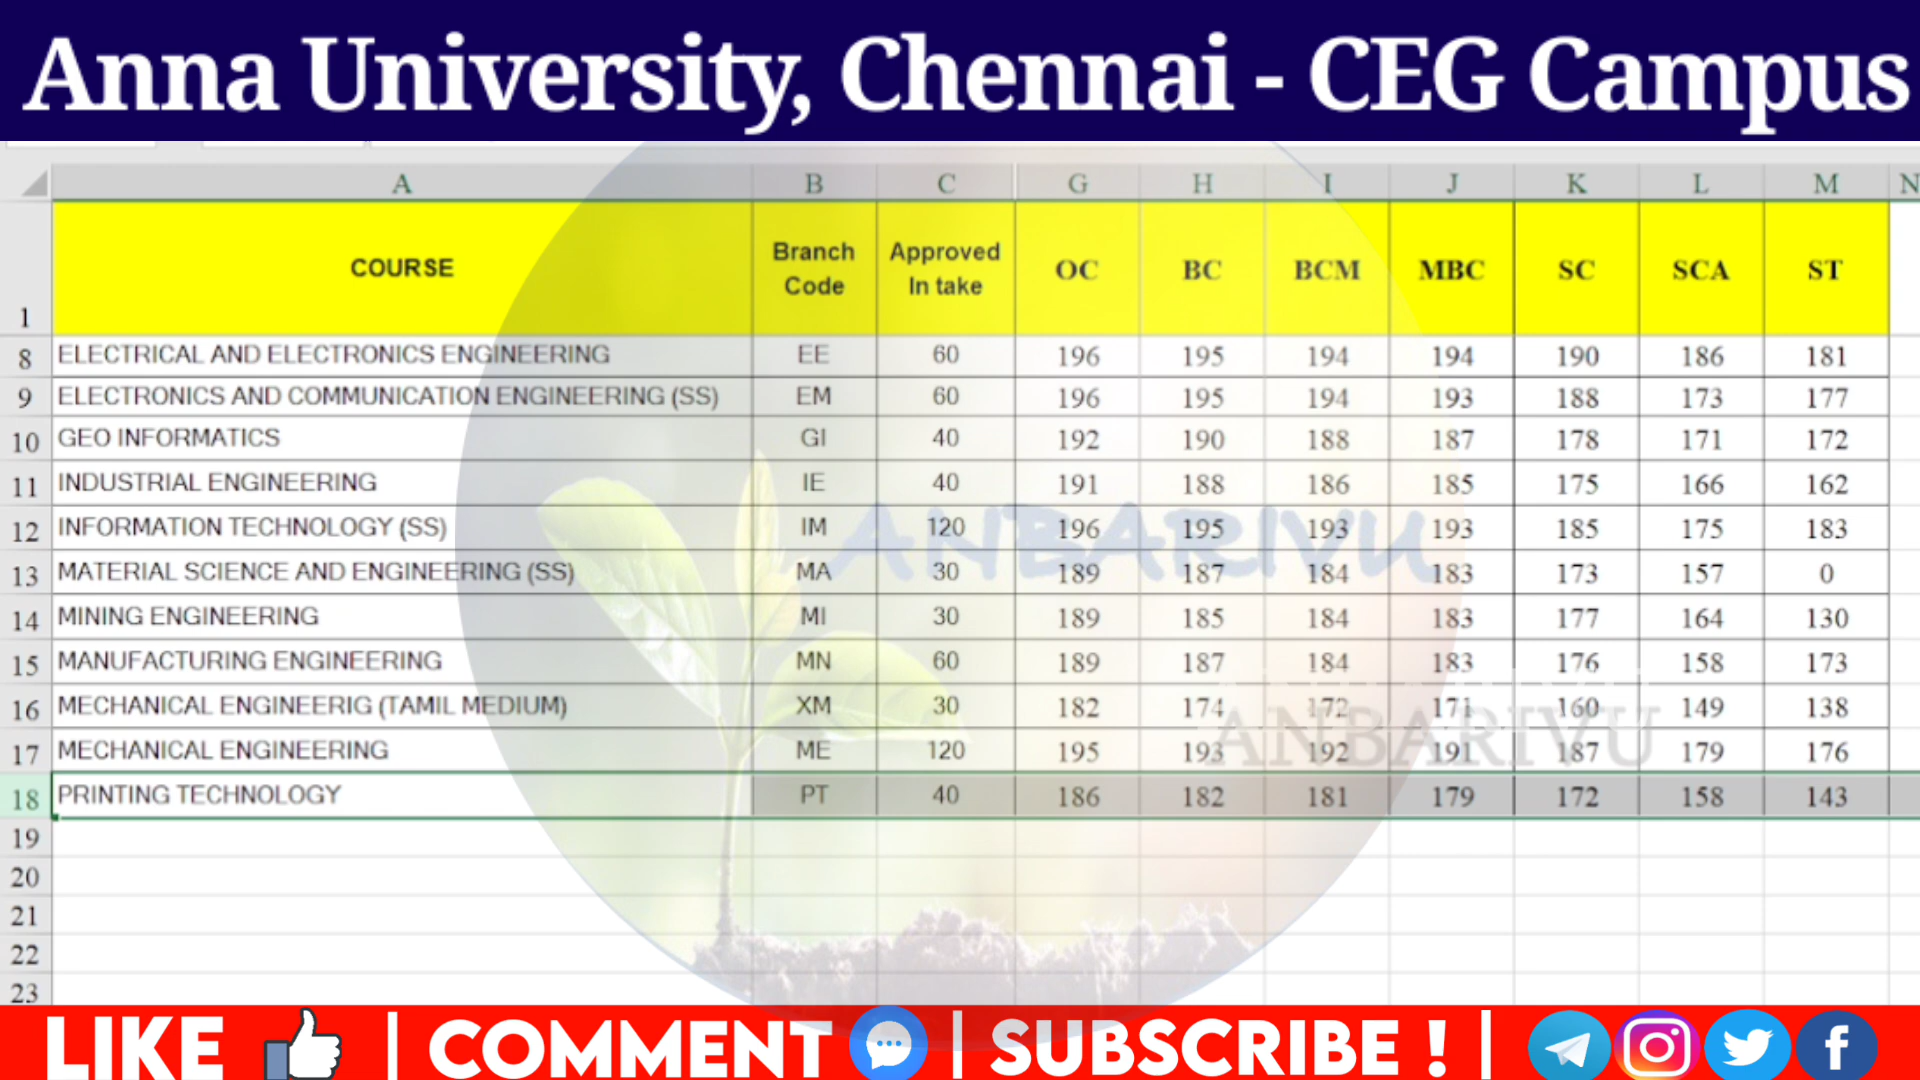 Anna University, Chennai - CEG Campus
A B C G H I J K L M N
1 COURSE Branch Code Approved In take OC BC BCM MBC SC SCA ST
8 ELECTRICAL AND ELECTRONICS ENGINEERING EE 60 196 195 194 194 190 186 181
9 ELECTRONICS AND COMMUNICATION ENGINEERING (SS) EM 60 196 195 194 193 188 173 177
10 GEO INFORMATICS GI 40 192 190 188 187 178 171 172
11 INDUSTRIAL ENGINEERING IE 40 191 188 186 185 175 166 162
12 INFORMATION TECHNOLOGY (SS) IM 120 196 195 193 193 185 175 183
ANBARIVU
13 MATERIAL SCIENCE AND ENGINEERING (SS) MA 30 189 187 184 183 173 157 0
14 MINING ENGINEERING MI 30 189 185 184 183 177 164 130
15 MANUFACTURING ENGINEERING MN 60 189 187 184 183 176 158 173
16 MECHANICAL ENGINEERIG (TAMIL MEDIUM) XM 30 182 174 172 171 160 149 138
ANBARIVU
17 MECHANICAL ENGINEERING ME 120 195 193 192 191 187 179 176
18 PRINTING TECHNOLOGY PT 40 186 182 181 179 172 158 143
19
20
21
22
23
LIKE | COMMENT | SUBSCRIBE ! |